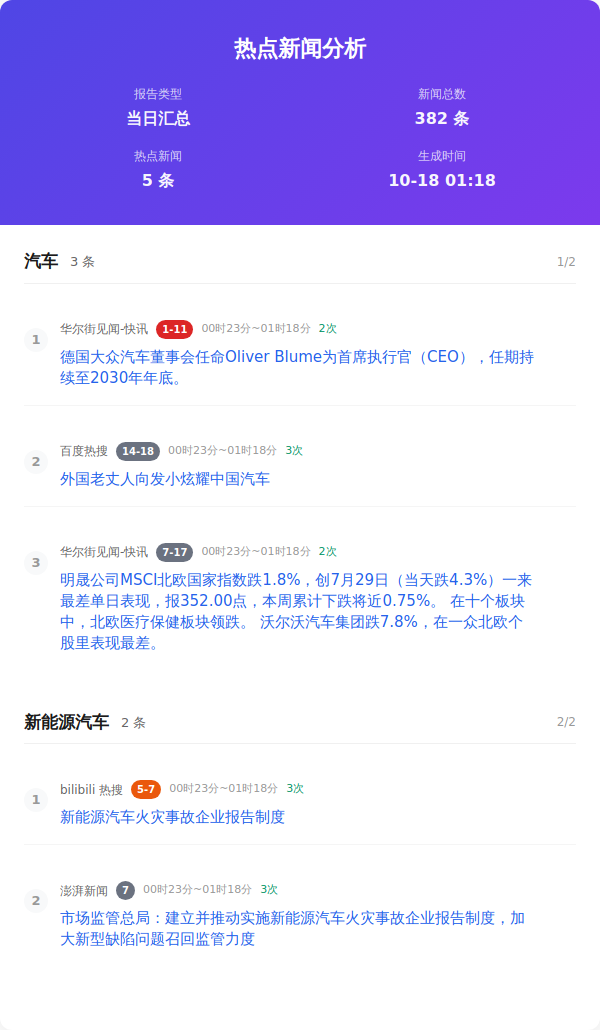 热点新闻分析
报告类型
新闻总数
当日汇总
382 条
热点新闻
生成时间
5 条
10-18 01:18
汽车 3 条 1/2
1
华尔街见闻-快讯 1-11 00时23分~01时18分 2次
德国大众汽车董事会任命Oliver Blume为首席执行官（CEO），任期持
续至2030年年底。
2
百度热搜 14-18 00时23分~01时18分 3次
外国老丈人向发小炫耀中国汽车
3
华尔街见闻-快讯 7-17 00时23分~01时18分 2次
明晟公司MSCI北欧国家指数跌1.8%，创7月29日（当天跌4.3%）一来
最差单日表现，报352.00点，本周累计下跌将近0.75%。 在十个板块
中，北欧医疗保健板块领跌。 沃尔沃汽车集团跌7.8%，在一众北欧个
股里表现最差。
新能源汽车 2 条 2/2
1
bilibili 热搜 5-7 00时23分~01时18分 3次
新能源汽车火灾事故企业报告制度
2
澎湃新闻 7 00时23分~01时18分 3次
市场监管总局：建立并推动实施新能源汽车火灾事故企业报告制度，加
大新型缺陷问题召回监管力度